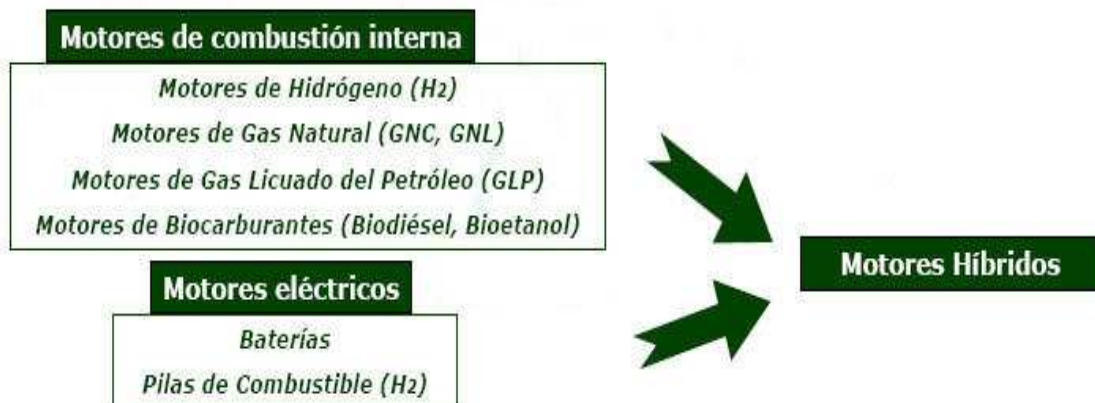 Motores de combustión interna
Motores de Hidrógeno (H2)
Motores de Gas Natural (GNC, GNL)
Motores de Gas Licuado del Petróleo (GLP)
Motores de Biocarburantes (Biodiésel, Bioetanol)
Motores eléctricos
Baterías
Pilas de Combustible (H2)
Motores Híbridos